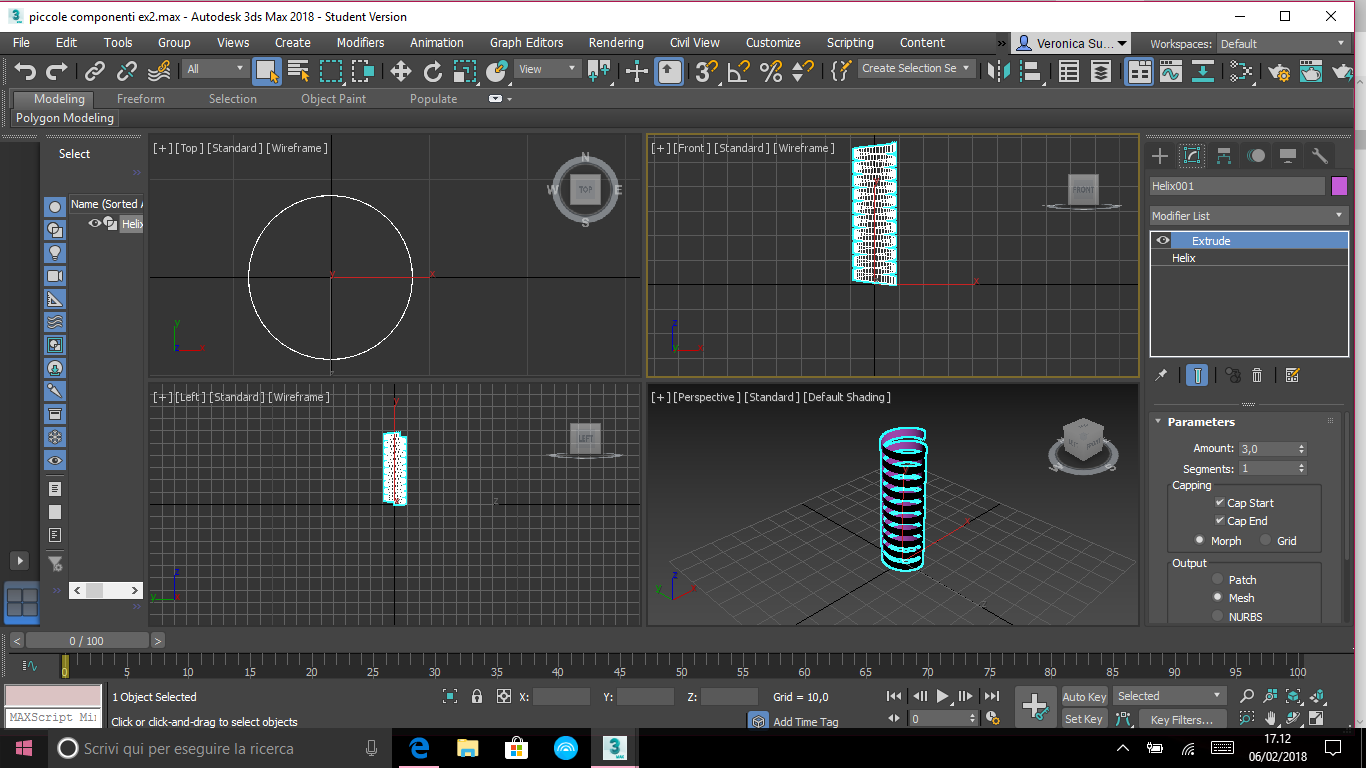 piccole componenti ex2.max - Autodesk 3ds Max 2018 - Student Version
File Edit Tools Group Views Create Modifiers Animation Graph Editors Rendering Civil View Customize Scripting Content » Veronica Su... Workspaces: Default
All View Create Selection Se
Modeling Freeform Selection Object Paint Populate
Polygon Modeling
Select
Name (Sorted A
Helix
[+] [Top] [Standard] [Wireframe]
N
W TOP E
S
y x
y
z x
[+] [Front] [Standard] [Wireframe]
FRONT
x
z
y x
[+] [Left] [Standard] [Wireframe]
LEFT
y
z
z
y
[+] [Perspective] [Standard] [Default Shading]
x
z
z
y x
Helix001
Modifier List
Extrude
Helix
Parameters
Amount: 3,0
Segments: 1
Capping
Cap Start
Cap End
Morph Grid
Output
Patch
Mesh
NURBS
< 0 / 100 >
0 5 10 15 20 25 30 35 40 45 50 55 60 65 70 75 80 85 90 95 100
1 Object Selected X: Y: Z: Grid = 10,0 Auto Key Selected
MAXScript Mi
Click or click-and-drag to select objects Add Time Tag 0 Set Key Key Filters...
Scrivi qui per eseguire la ricerca
3
MAX
17.12
06/02/2018